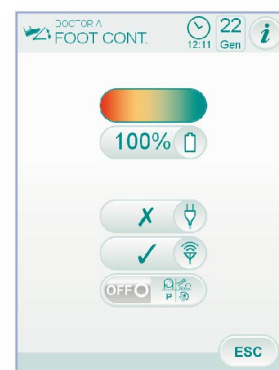 DOCTOR A
FOOT CONT.
12:11
22
Gen
i
100%
✗
✓
OFF
P
ESC